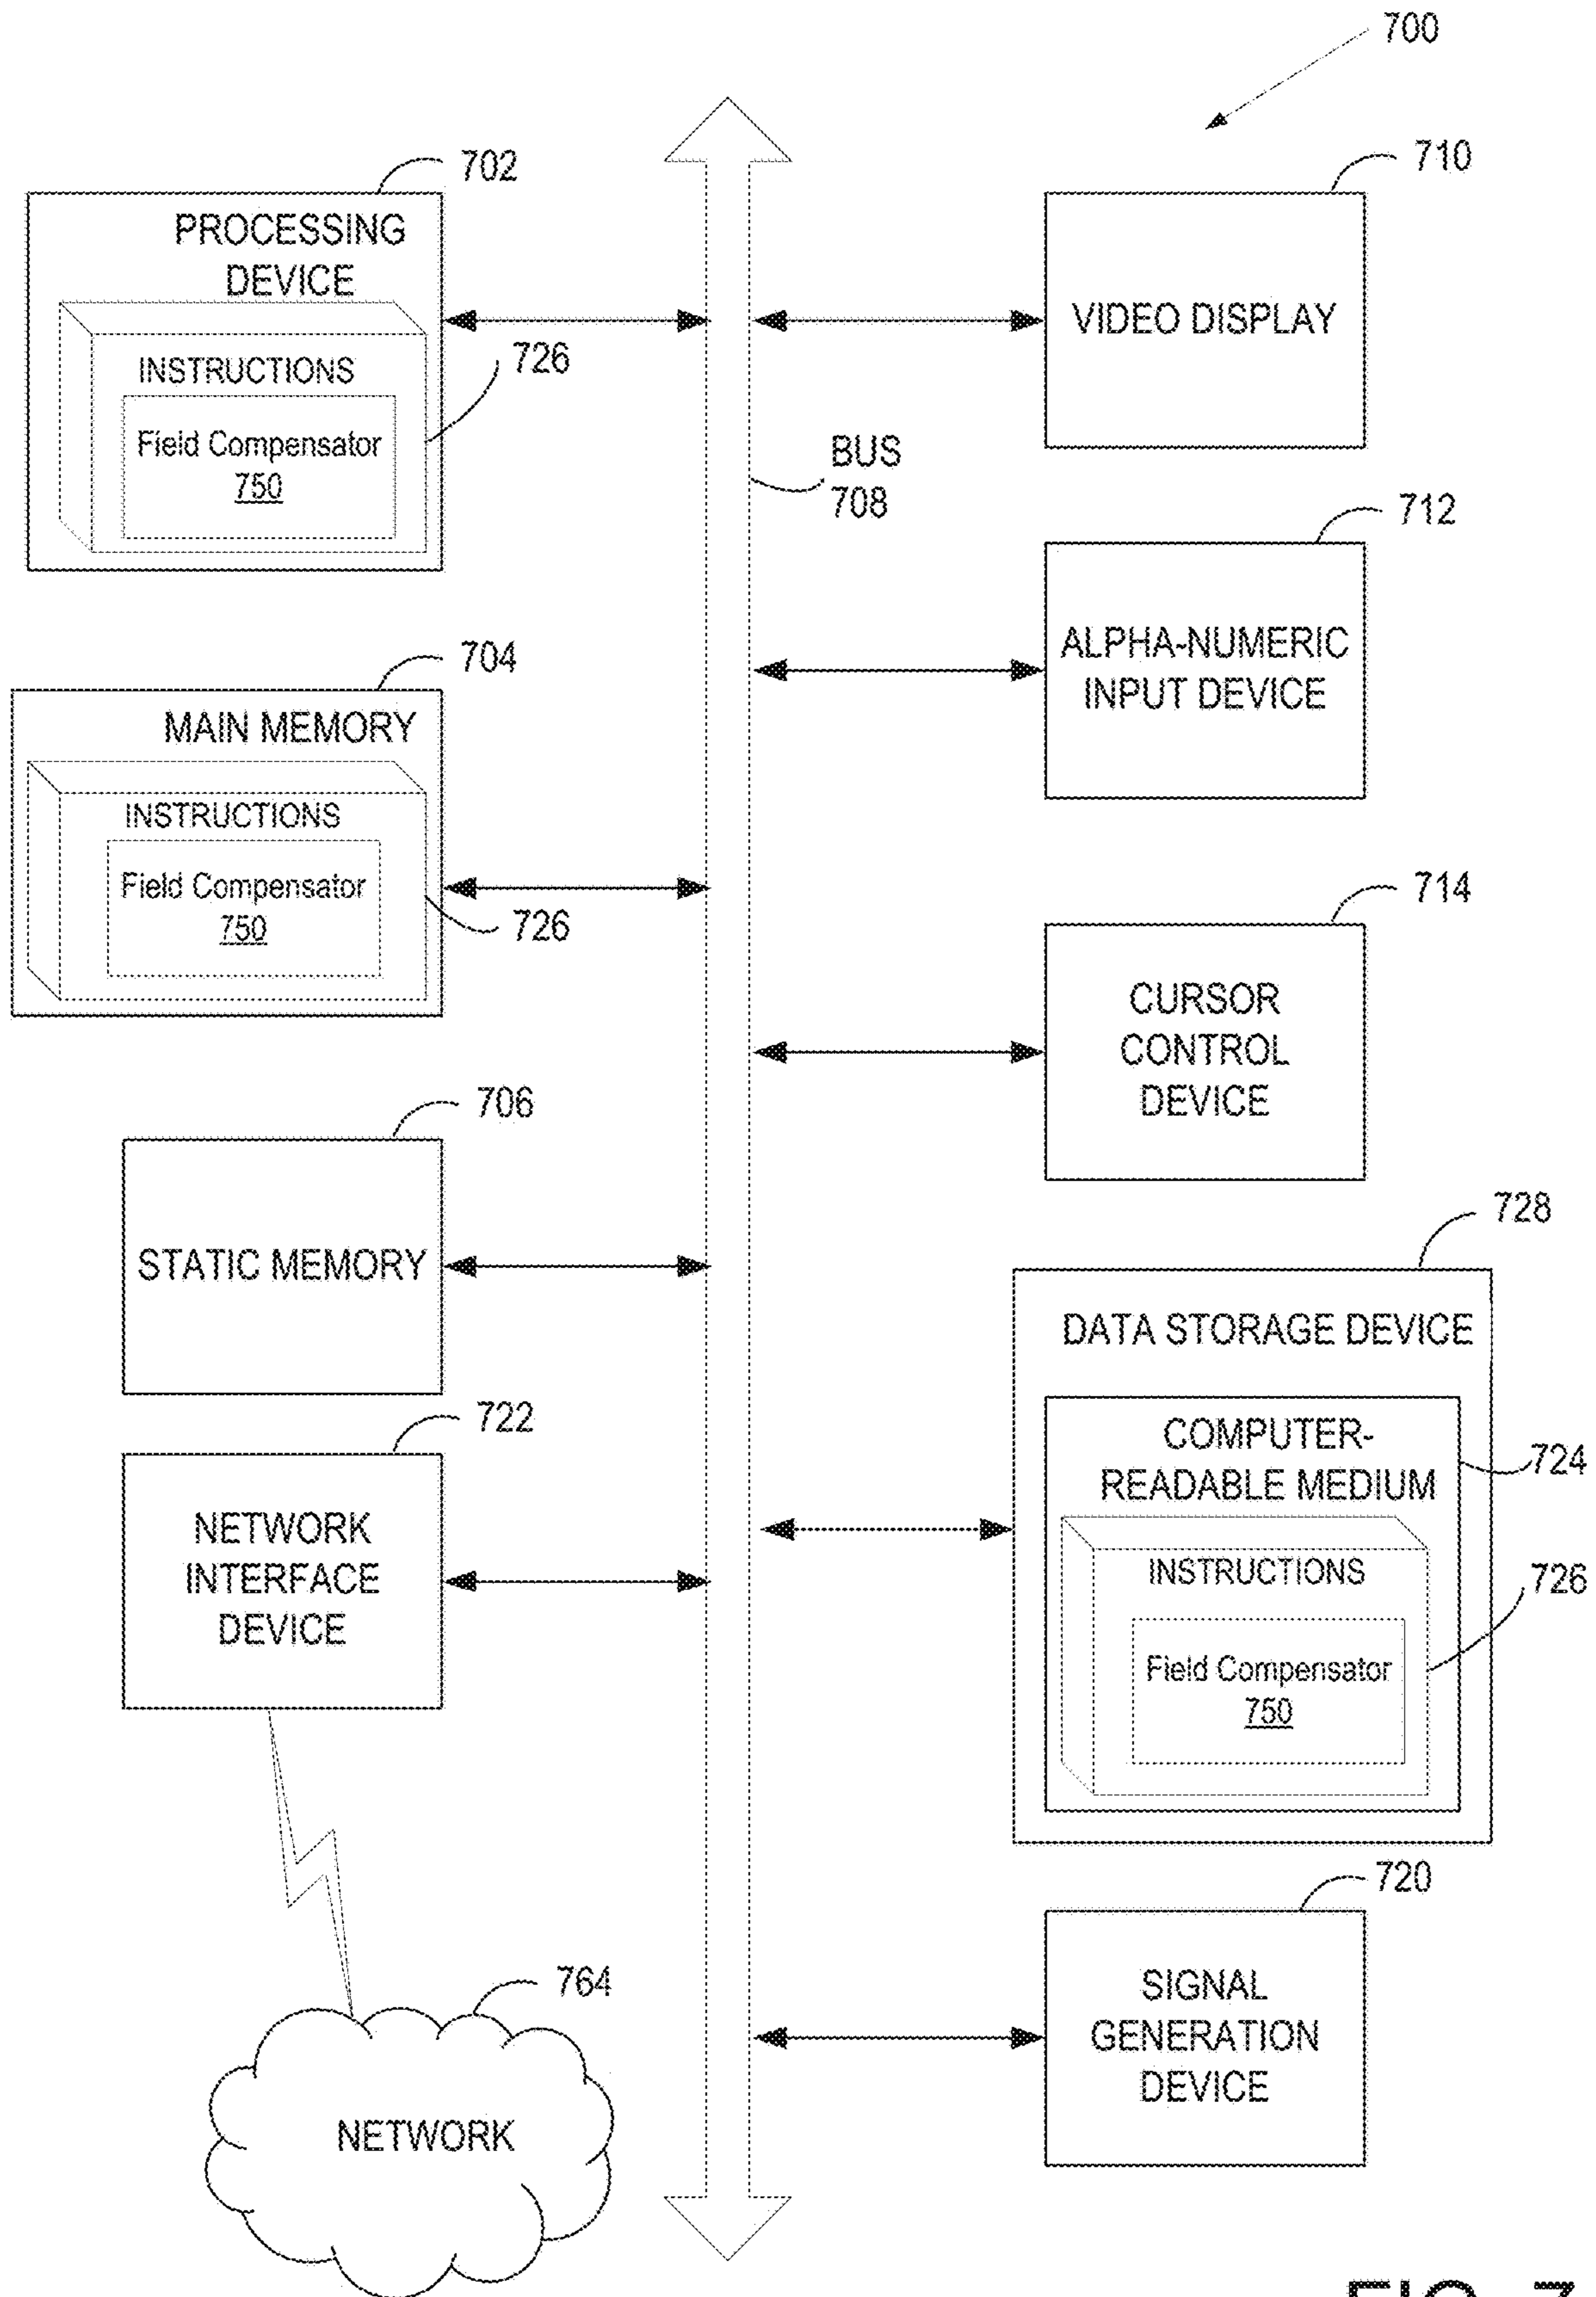 700
702
PROCESSING
DEVICE
INSTRUCTIONS
Field Compensator
750
726
704
MAIN MEMORY
INSTRUCTIONS
Field Compensator
750
726
706
STATIC MEMORY
722
NETWORK
INTERFACE
DEVICE
764
NETWORK
BUS
708
710
VIDEO DISPLAY
712
ALPHA-NUMERIC
INPUT DEVICE
714
CURSOR
CONTROL
DEVICE
728
DATA STORAGE DEVICE
COMPUTER-
READABLE MEDIUM
724
INSTRUCTIONS
726
Field Compensator
750
720
SIGNAL
GENERATION
DEVICE
FIG. 7